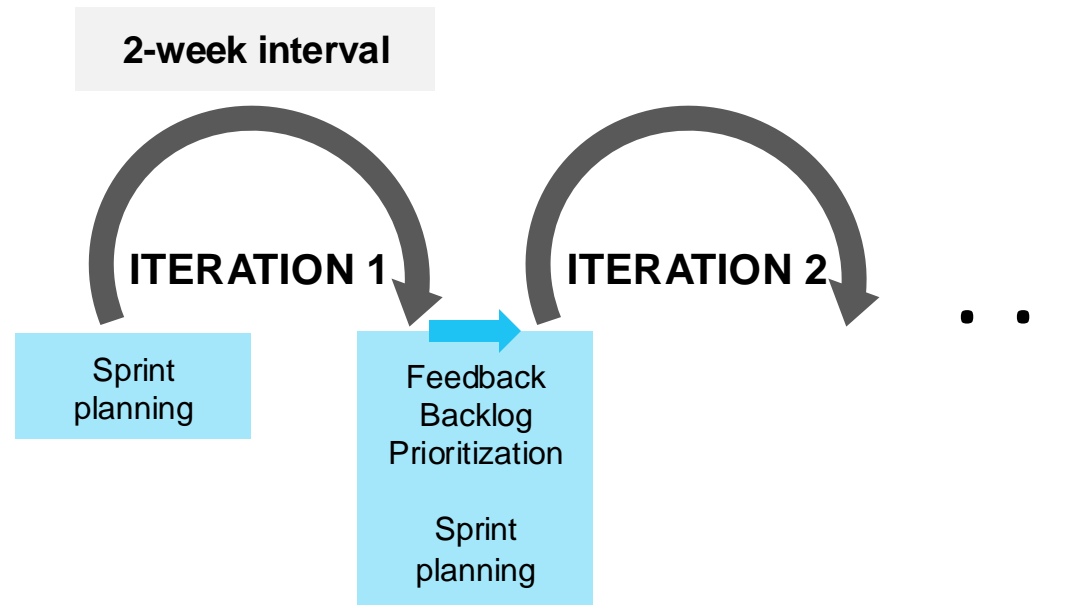 2-week interval
ITERATION 1
ITERATION 2
. .
Sprint
planning
Feedback
Backlog
Prioritization
Sprint
planning